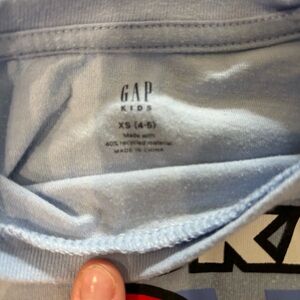 GAP
KIDS
XS (4-5)
Made with
40% recycled material
MADE IN CHINA